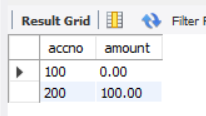 Result Grid Filter
accno amount
100 0.00
200 100.00